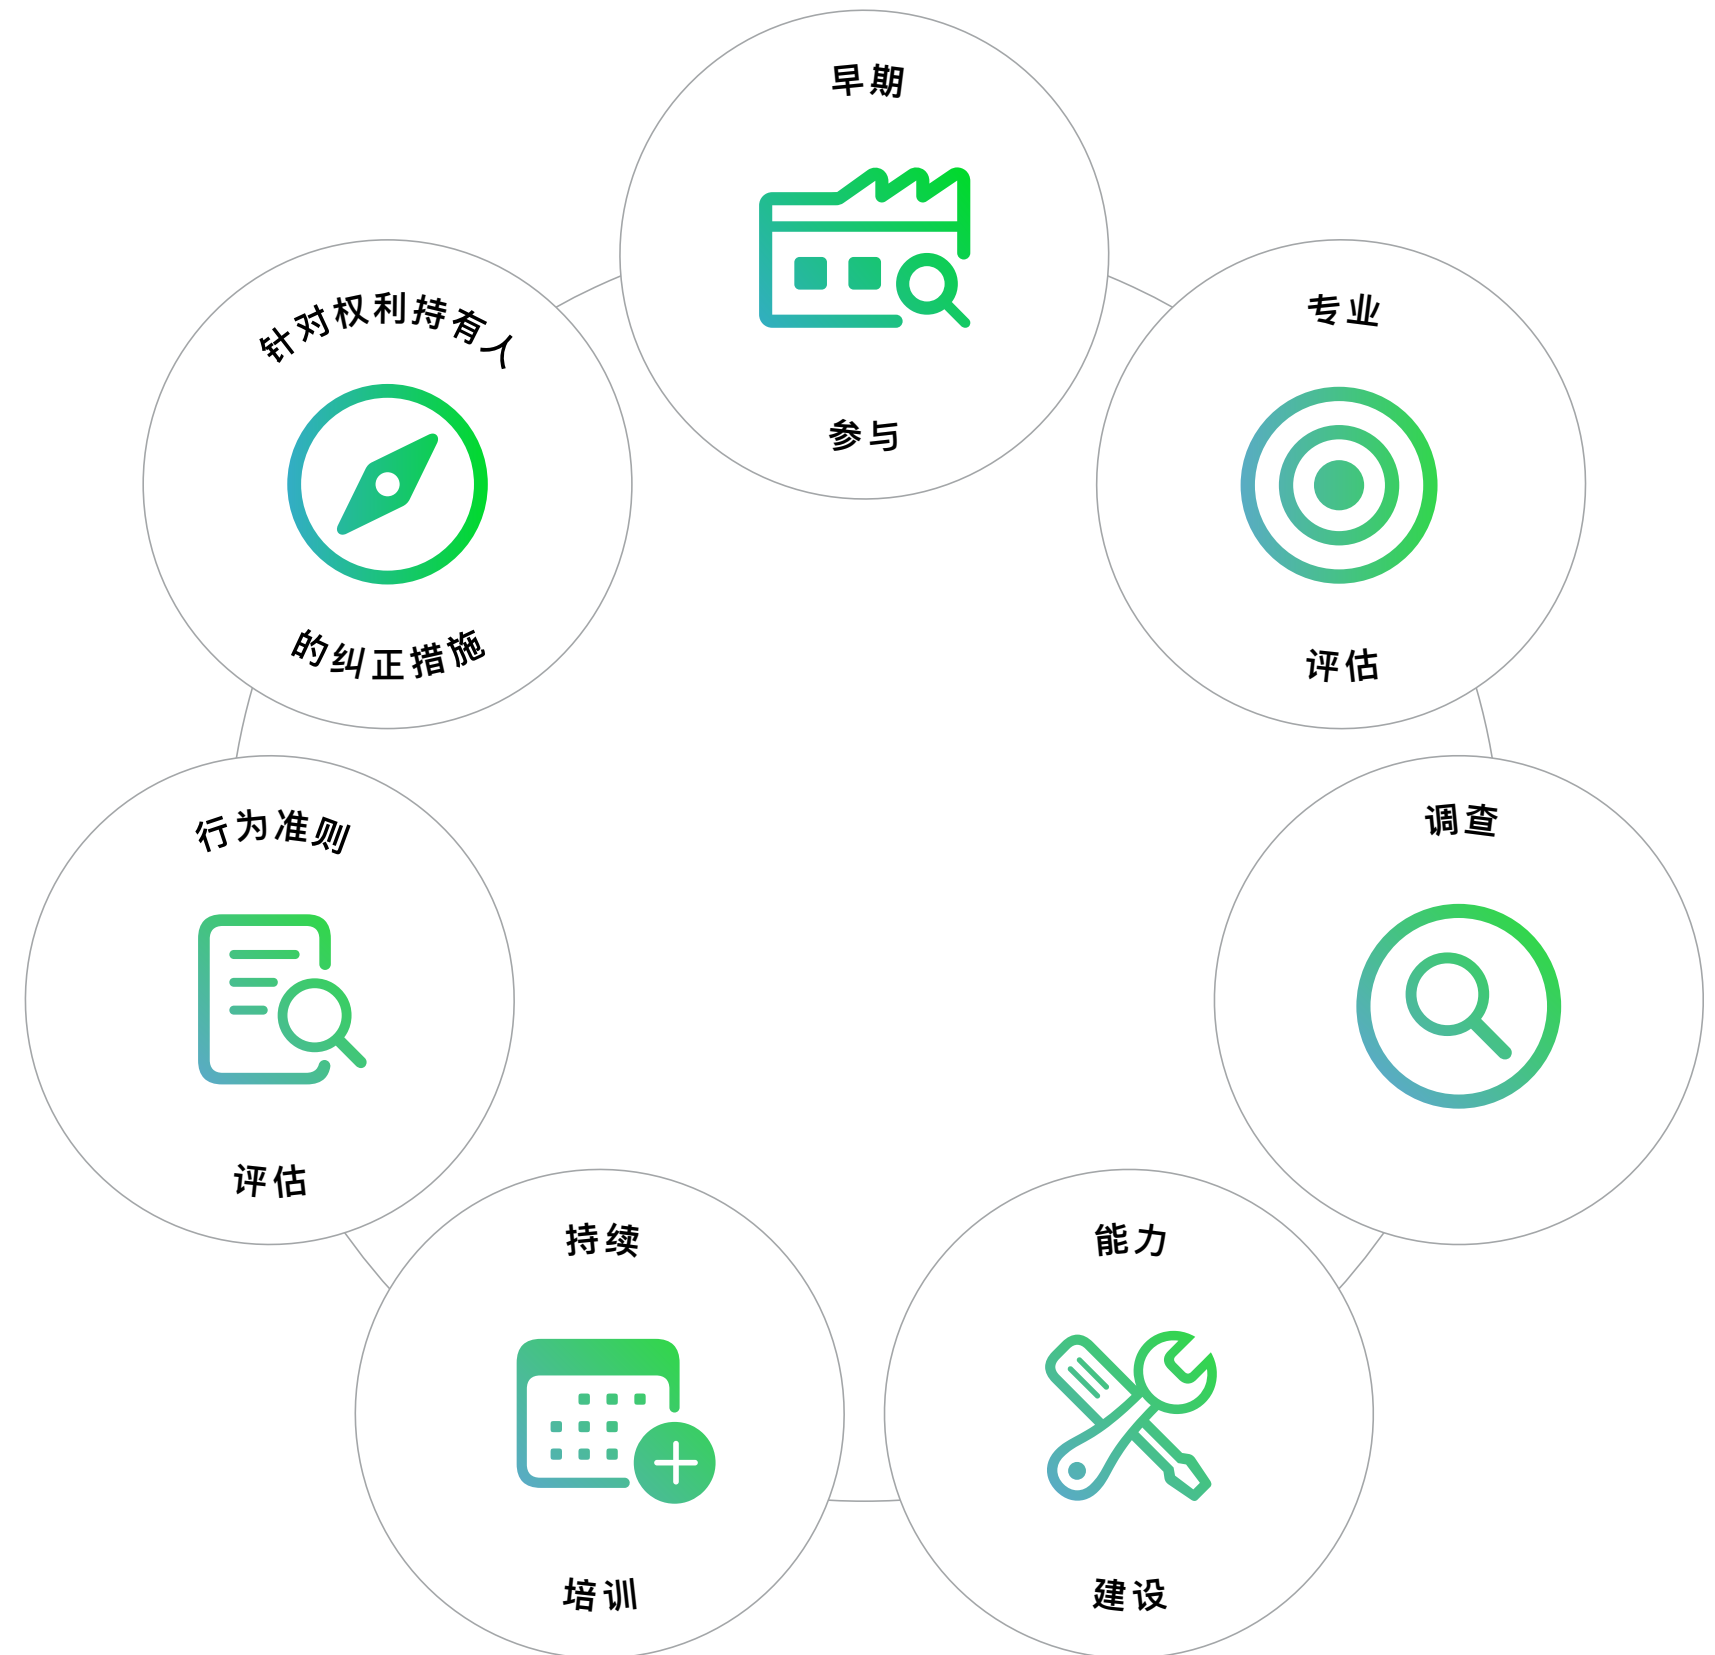 早期
参与
专业
评估
调查
能力
建设
持续
培训
行为准则
评估
针对权利持有人
的纠正措施